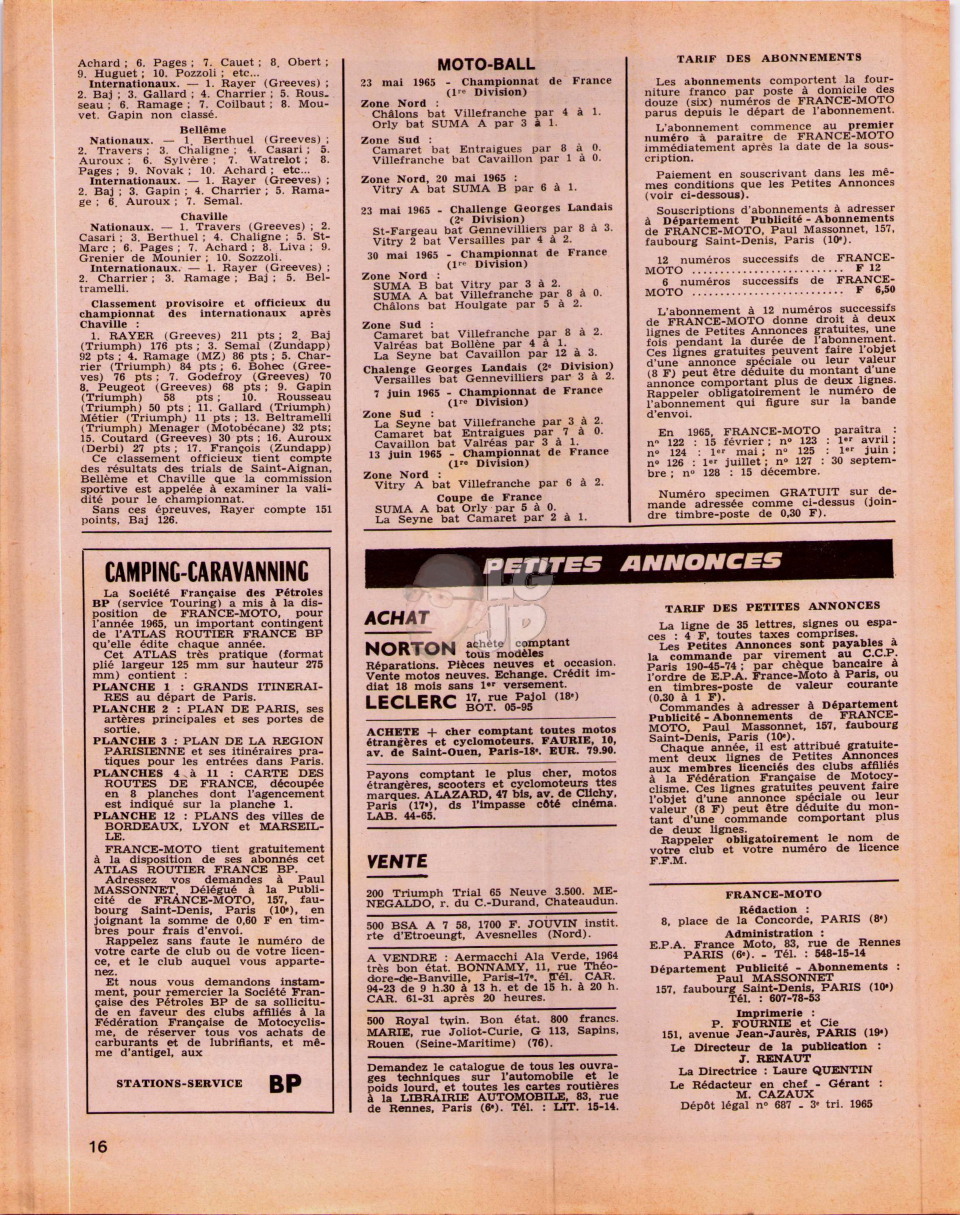 Achard ; 6. Pages ; 7. Cauet ; 8. Obert ;
9. Huguet ; 10. Pozzoli ; etc...
Internationaux. — 1. Rayer (Greeves) ;
2. Baj ; 3. Gallard ; 4. Charrier ; 5. Rous-
seau ; 6. Ramage ; 7. Coilbaut ; 8. Mou-
vet. Gapin non classé.
Bellême
Nationaux. — 1. Berthuel (Greeves) ;
2. Travers ; 3. Chaligne ; 4. Casari ; 5.
Auroux ; 6. Sylvère ; 7. Watrelot ; 8.
Pages ; 9. Novak ; 10. Achard ; etc...
Internationaux. — 1. Rayer (Greeves) ;
2. Baj ; 3. Gapin ; 4. Charrier ; 5. Rama-
ge ; 6. Auroux ; 7. Semal.
Chaville
Nationaux. — 1. Travers (Greeves) ; 2.
Casari ; 3. Berthuel ; 4. Chaligne ; 5. St-
Marc ; 6. Pages ; 7. Achard ; 8. Liva ; 9.
Grenier de Mounier ; 10. Sozzoli.
Internationaux. — 1. Rayer (Greeves) ;
2. Charrier ; 3. Ramage ; Baj ; 5. Bel-
tramelli.
Classement provisoire et officieux du
championnat des internationaux après
Chaville :
1. RAYER (Greeves) 211 pts ; 2. Baj
(Triumph) 176 pts ; 3. Semal (Zundapp)
92 pts ; 4. Ramage (MZ) 86 pts ; 5. Char-
rier (Triumph) 84 pts ; 6. Bohec (Gree-
ves) 76 pts ; 7. Godefroy (Greeves) 70
8. Peugeot (Greeves) 68 pts ; 9. Gapin
(Triumph) 58 pts ; 10. Rousseau
(Triumph) 50 pts ; 11. Gallard (Triumph)
Métier (Triumph) 11 pts ; 13. Beltramelli
(Triumph) Menager (Motobécane) 32 pts;
15. Coutard (Greeves) 30 pts ; 16. Auroux
(Derbi) 27 pts ; 17. François (Zundapp)
Ce classement officieux tient compte
des résultats des trials de Saint-Aignan,
Bellême et Chaville que la commission
sportive est appelée à examiner la vali-
dité pour le championnat.
Sans ces épreuves, Rayer compte 151
points, Baj 126.
CAMPING-CARAVANNING
La Société Française des Pétroles
BP (service Touring) a mis à la dis-
position de FRANCE-MOTO, pour
l'année 1965, un important contingent
de l'ATLAS ROUTIER FRANCE BP
qu'elle édite chaque année.
Cet ATLAS très pratique (format
plié largeur 125 mm sur hauteur 275
mm) contient :
PLANCHE 1 : GRANDS ITINERAI-
RES au départ de Paris.
PLANCHE 2 : PLAN DE PARIS, ses
artères principales et ses portes de
sortie.
PLANCHE 3 : PLAN DE LA REGION
PARISIENNE et ses itinéraires pra-
tiques pour les entrées dans Paris.
PLANCHES 4 à 11 : CARTE DES
ROUTES DE FRANCE, découpée
en 8 planches dont l'agencement
est indiqué sur la planche 1.
PLANCHE 12 : PLANS des villes de
BORDEAUX, LYON et MARSEIL-
LE.
FRANCE-MOTO tient gratuitement
à la disposition de ses abonnés cet
ATLAS ROUTIER FRANCE BP.
Adressez vos demandes à Paul
MASSONNET, Délégué à la Publi-
cité de FRANCE-MOTO, 157, fau-
bourg Saint-Denis, Paris (10e), en
joignant la somme de 0,60 F en tim-
bres pour frais d'envoi.
Rappelez sans faute le numéro de
votre carte de club ou de votre licen-
ce, et le club auquel vous apparte-
nez.
Et nous vous demandons instam-
ment, pour remercier la Société Fran-
çaise des Pétroles BP de sa sollicitu-
de en faveur des clubs affiliés à la
Fédération Française de Motocyclis-
me, de réserver tous vos achats de
carburants et de lubrifiants, et mê-
me d'antigel, aux
STATIONS-SERVICE BP
16
MOTO-BALL
23 mai 1965 - Championnat de France
(1re Division)
Zone Nord :
Châlons bat Villefranche par 4 à 1.
Orly bat SUMA A par 3 à 1.
Zone Sud :
Camaret bat Entraigues par 8 à 0.
Villefranche bat Cavaillon par 1 à 0.
Zone Nord, 20 mai 1965 :
Vitry A bat SUMA B par 6 à 1.
23 mai 1965 - Challenge Georges Landais
(2e Division)
St-Fargeau bat Gennevilliers par 8 à 3.
Vitry 2 bat Versailles par 4 à 2.
30 mai 1965 - Championnat de France
(1re Division)
Zone Nord :
SUMA B bat Vitry par 3 à 2.
SUMA A bat Villefranche par 8 à 0.
Châlons bat Houlgate par 5 à 2.
Zone Sud :
Camaret bat Villefranche par 8 à 2.
Valréas bat Bollène par 4 à 1.
La Seyne bat Cavaillon par 12 à 3.
Chalenge Georges Landais (2e Division)
Versailles bat Gennevilliers par 3 à 2.
7 juin 1965 - Championnat de France
(1re Division)
Zone Sud :
La Seyne bat Villefranche par 3 à 2.
Camaret bat Entraigues par 7 à 0.
Cavaillon bat Valréas par 3 à 1.
13 juin 1965 - Championnat de France
(1re Division)
Zone Nord :
Vitry A bat Villefranche par 6 à 2.
Coupe de France
SUMA A bat Orly par 5 à 0.
La Seyne bat Camaret par 2 à 1.
TARIF DES ABONNEMENTS
Les abonnements comportent la four-
niture franco par poste à domicile des
douze (six) numéros de FRANCE-MOTO
parus depuis le départ de l'abonnement.
L'abonnement commence au premier
numéro à paraître de FRANCE-MOTO
immédiatement après la date de la sous-
cription.
Paiement en souscrivant dans les mê-
mes conditions que les Petites Annonces
(voir ci-dessous).
Souscriptions d'abonnements à adresser
à Département Publicité - Abonnements
de FRANCE-MOTO, Paul Massonnet, 157,
faubourg Saint-Denis, Paris (10e).
12 numéros successifs de FRANCE-
MOTO .......................... F 12
6 numéros successifs de FRANCE-
MOTO .......................... F 6,50
L'abonnement à 12 numéros successifs
de FRANCE-MOTO donne droit à deux
lignes de Petites Annonces gratuites, une
fois pendant la durée de l'abonnement.
Ces lignes gratuites peuvent faire l'objet
d'une annonce spéciale ou leur valeur
(8 F) peut être déduite du montant d'une
annonce comportant plus de deux lignes.
Rappeler obligatoirement le numéro de
l'abonnement qui figure sur la bande
d'envoi.
En 1965, FRANCE-MOTO paraîtra :
n° 122 : 15 février ; n° 123 : 1er avril ;
n° 124 : 1er mai ; n° 125 : 1er juin ;
n° 126 : 1er juillet ; n° 127 : 30 septem-
bre ; n° 128 : 15 décembre.
Numéro specimen GRATUIT sur de-
mande adressée comme ci-dessus (join-
dre timbre-poste de 0,30 F).
PETITES ANNONCES
LG
JP
ACHAT
NORTON achète comptant
tous modèles
Réparations. Pièces neuves et occasion.
Vente motos neuves. Echange. Crédit im-
diat 18 mois sans 1er versement.
LECLERC 17, rue Pajol (18e)
BOT. 05-95
ACHETE + cher comptant toutes motos
étrangères et cyclomoteurs. FAURIE, 10,
av. de Saint-Ouen, Paris-18e. EUR. 79.90.
Payons comptant le plus cher, motos
étrangères, scooters et cyclomoteurs ttes
marques. ALAZARD, 47 bis, av. de Clichy,
Paris (17e), ds l'impasse côté cinéma.
LAB. 44-65.
VENTE
200 Triumph Trial 65 Neuve 3.500. ME-
NEGALDO, r. du C.-Durand, Chateaudun.
500 BSA A 7 58, 1700 F. JOUVIN instit.
rte d'Etroeungt, Avesnelles (Nord).
A VENDRE : Aermacchi Ala Verde, 1964
très bon état. BONNAMY, 11, rue Théo-
dore-de-Banville, Paris-17e. Tél. CAR.
94-23 de 9 h.30 à 13 h. et de 15 h. à 20 h.
CAR. 61-31 après 20 heures.
500 Royal twin. Bon état. 800 francs.
MARIE, rue Joliot-Curie, G 113, Sapins,
Rouen (Seine-Maritime) (76).
Demandez le catalogue de tous les ouvra-
ges techniques sur l'automobile et le
poids lourd, et toutes les cartes routières
à la LIBRAIRIE AUTOMOBILE, 83, rue
de Rennes, Paris (6e). Tél. : LIT. 15-14.
TARIF DES PETITES ANNONCES
La ligne de 35 lettres, signes ou espa-
ces : 4 F, toutes taxes comprises.
Les Petites Annonces sont payables à
la commande par virement au C.C.P.
Paris 190-45-74 ; par chèque bancaire à
l'ordre de E.P.A. France-Moto à Paris, ou
en timbres-poste de valeur courante
(0.30 à 1 F).
Commandes à adresser à Département
Publicité - Abonnements de FRANCE-
MOTO, Paul Massonnet, 157, faubourg
Saint-Denis, Paris (10e).
Chaque année, il est attribué gratuite-
ment deux lignes de Petites Annonces
aux membres licenciés des clubs affiliés
à la Fédération Française de Motocy-
clisme. Ces lignes gratuites peuvent faire
l'objet d'une annonce spéciale ou leur
valeur (8 F) peut être déduite du mon-
tant d'une commande comportant plus
de deux lignes.
Rappeler obligatoirement le nom de
votre club et votre numéro de licence
F.F.M.
FRANCE-MOTO
Rédaction :
8, place de la Concorde, PARIS (8e)
Administration :
E.P.A. France Moto, 83, rue de Rennes
PARIS (6e). - Tél. : 548-15-14
Département Publicité - Abonnements :
Paul MASSONNET
157, faubourg Saint-Denis, PARIS (10e)
Tél. : 607-78-53
Imprimerie :
P. FOURNIE et Cie
151, avenue Jean-Jaurès, PARIS (19e)
Le Directeur de la publication :
J. RENAUT
La Directrice : Laure QUENTIN
Le Rédacteur en chef - Gérant :
M. CAZAUX
Dépôt légal n° 687 - 3e tri. 1965